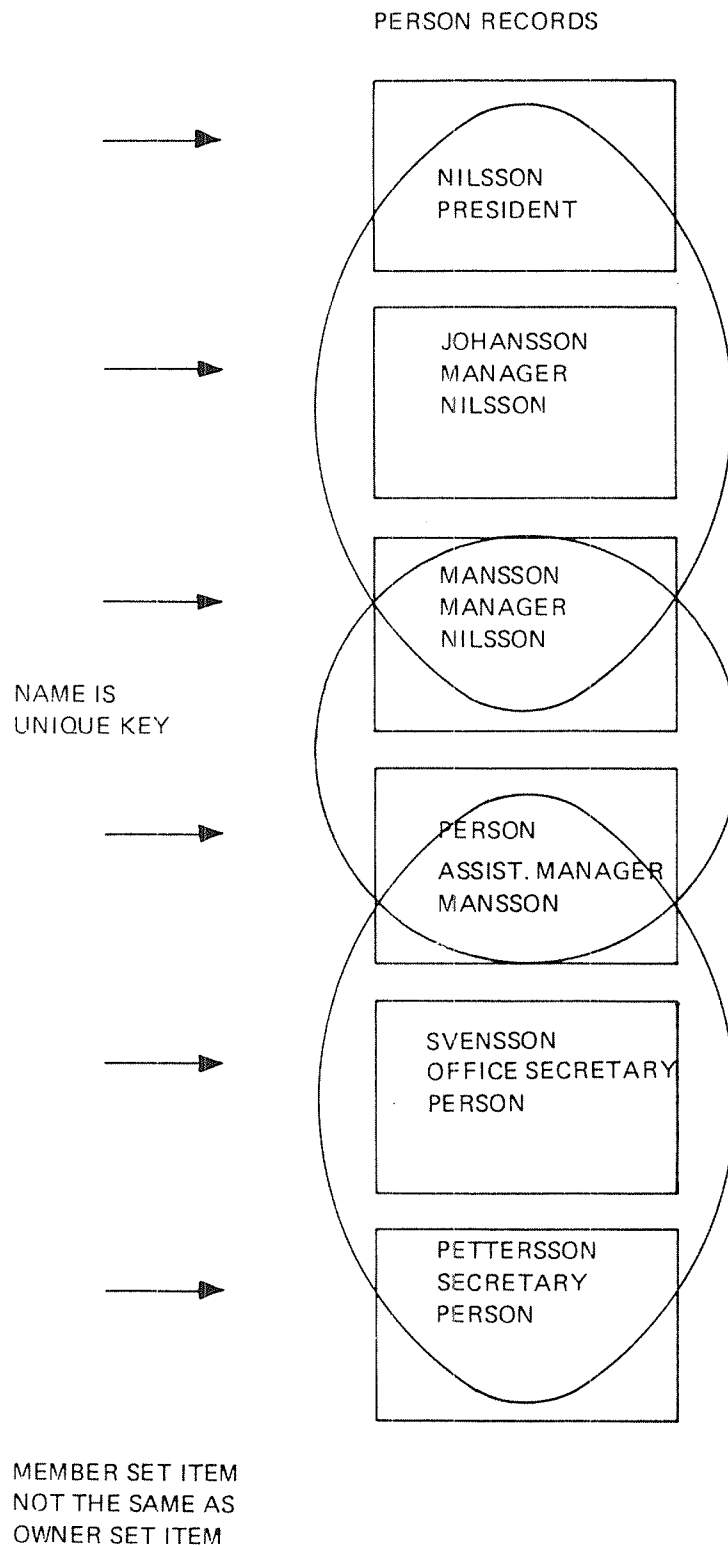 PERSON RECORDS
NILSSON
PRESIDENT
JOHANSSON
MANAGER
NILSSON
MANSSON
MANAGER
NILSSON
NAME IS
UNIQUE KEY
PERSON
ASSIST. MANAGER
MANSSON
SVENSSON
OFFICE SECRETARY
PERSON
PETTERSSON
SECRETARY
PERSON
MEMBER SET ITEM
NOT THE SAME AS
OWNER SET ITEM